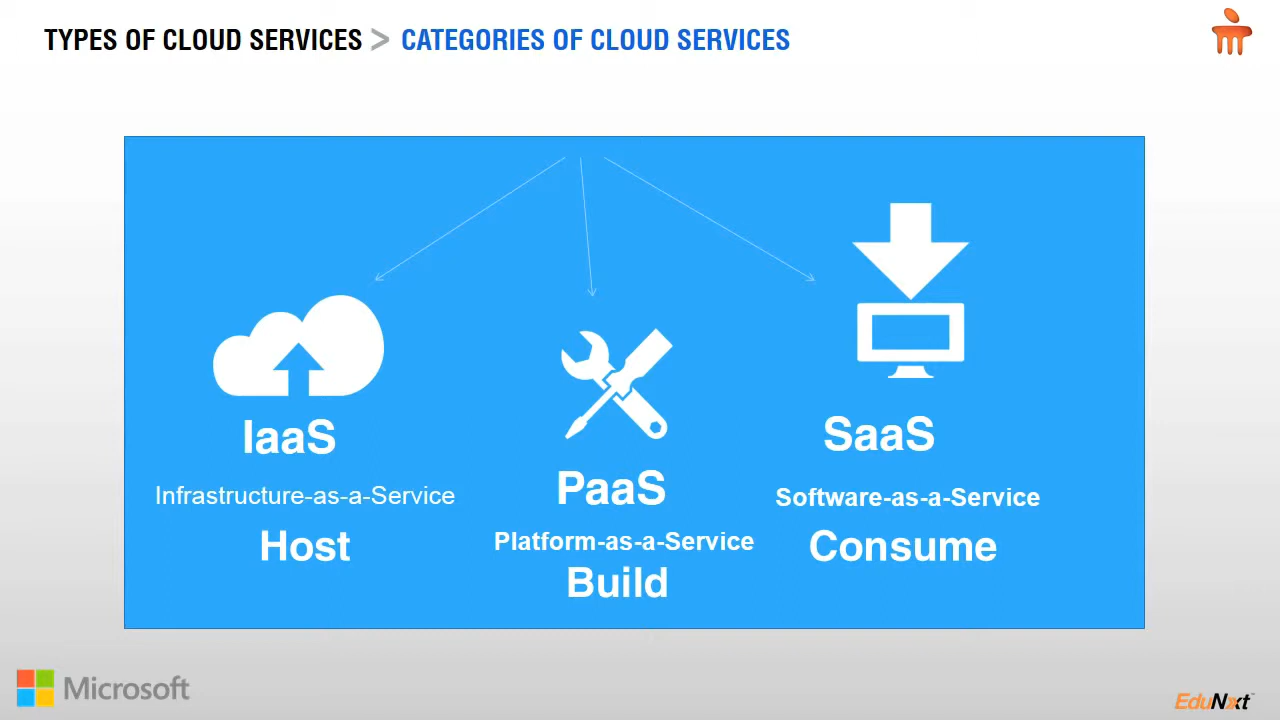 TYPES OF CLOUD SERVICES > CATEGORIES OF CLOUD SERVICES
IaaS
Infrastructure-as-a-Service
Host
PaaS
Platform-as-a-Service
Build
SaaS
Software-as-a-Service
Consume
Microsoft
EduNxt